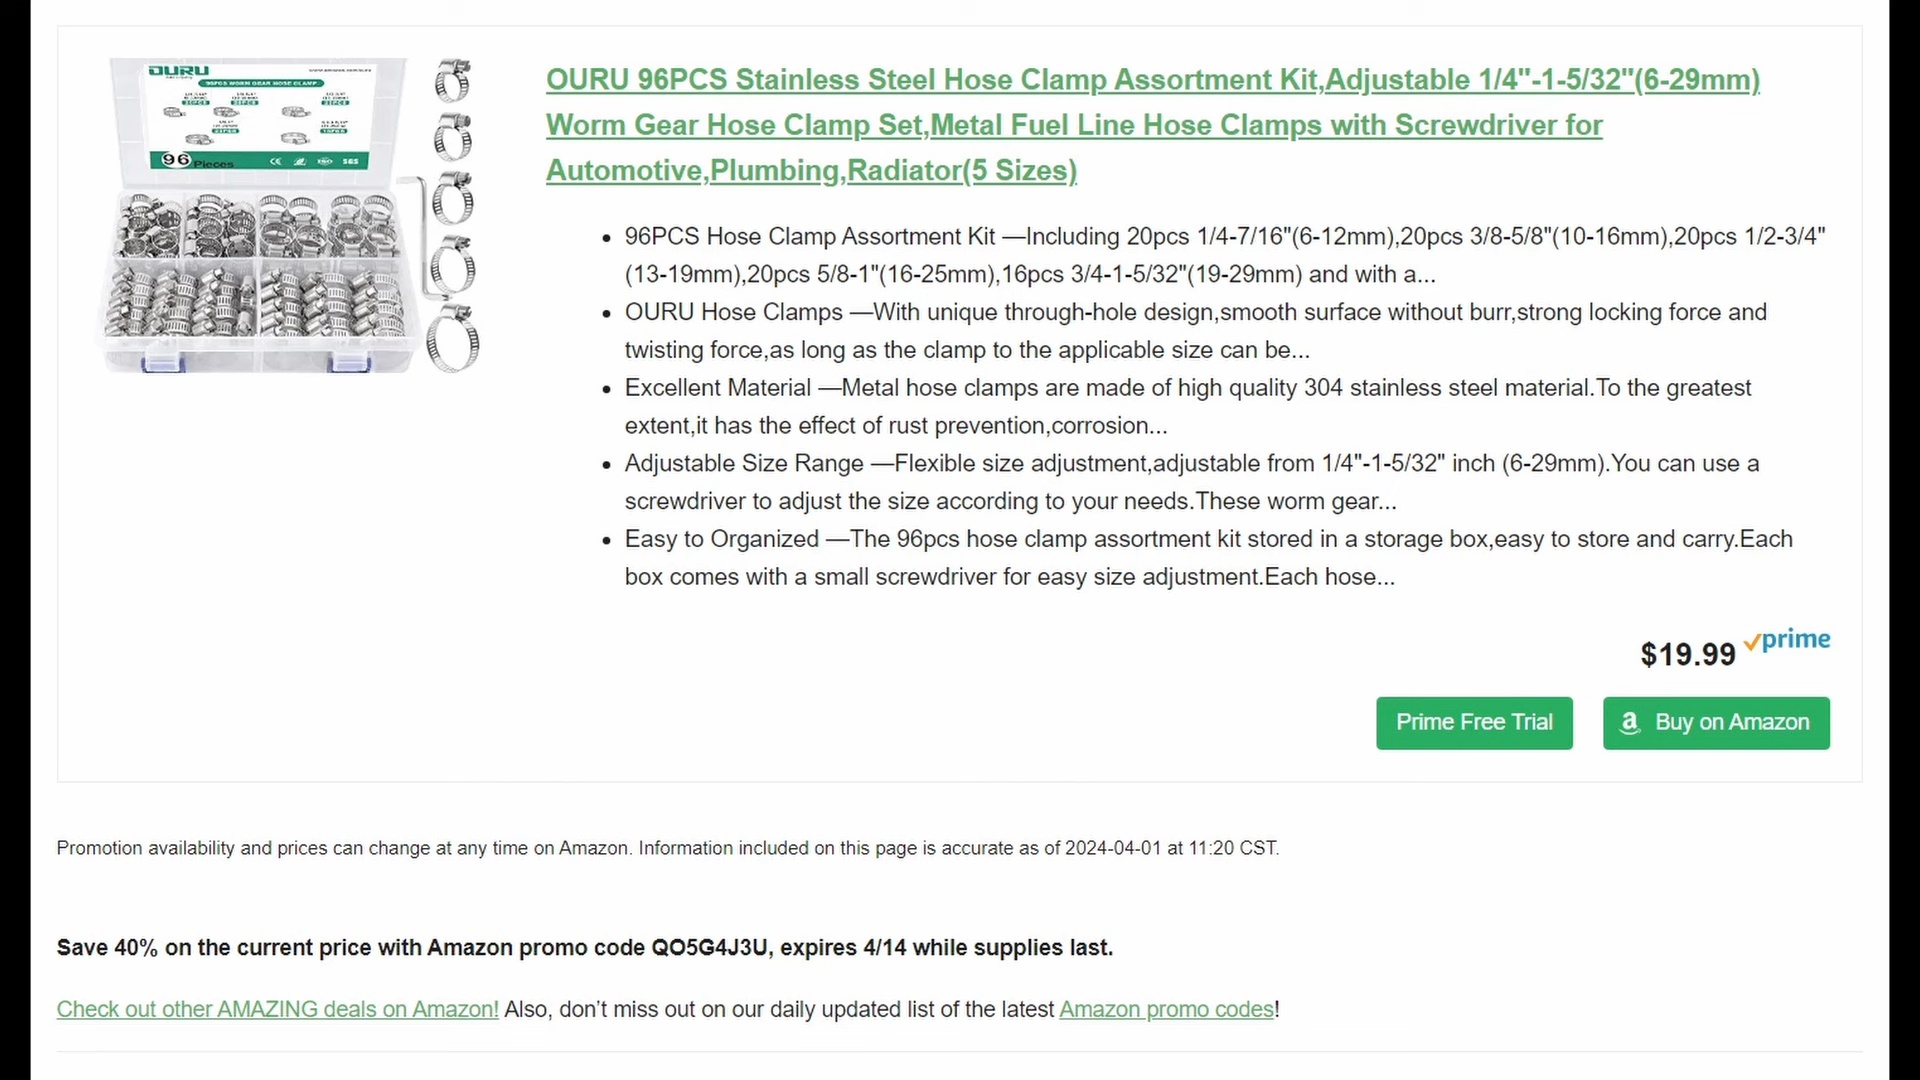 OURU
96PCS WORM GEAR HOSE CLAMP
96 Pieces
OURU 96PCS Stainless Steel Hose Clamp Assortment Kit,Adjustable 1/4"-1-5/32"(6-29mm)
Worm Gear Hose Clamp Set,Metal Fuel Line Hose Clamps with Screwdriver for
Automotive,Plumbing,Radiator(5 Sizes)
96PCS Hose Clamp Assortment Kit —Including 20pcs 1/4-7/16"(6-12mm),20pcs 3/8-5/8"(10-16mm),20pcs 1/2-3/4"
(13-19mm),20pcs 5/8-1"(16-25mm),16pcs 3/4-1-5/32"(19-29mm) and with a...
OURU Hose Clamps —With unique through-hole design,smooth surface without burr,strong locking force and
twisting force,as long as the clamp to the applicable size can be...
Excellent Material —Metal hose clamps are made of high quality 304 stainless steel material.To the greatest
extent,it has the effect of rust prevention,corrosion...
Adjustable Size Range —Flexible size adjustment,adjustable from 1/4"-1-5/32" inch (6-29mm).You can use a
screwdriver to adjust the size according to your needs.These worm gear...
Easy to Organized —The 96pcs hose clamp assortment kit stored in a storage box,easy to store and carry.Each
box comes with a small screwdriver for easy size adjustment.Each hose...
$19.99 prime
Prime Free Trial
Buy on Amazon
Promotion availability and prices can change at any time on Amazon. Information included on this page is accurate as of 2024-04-01 at 11:20 CST.
Save 40% on the current price with Amazon promo code QO5G4J3U, expires 4/14 while supplies last.
Check out other AMAZING deals on Amazon! Also, don’t miss out on our daily updated list of the latest Amazon promo codes!